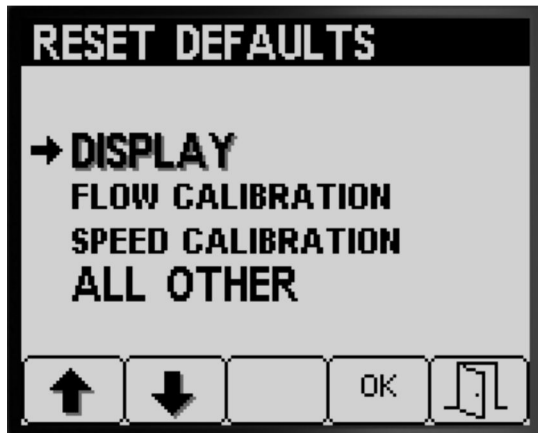 RESET DEFAULTS
DISPLAY
FLOW CALIBRATION
SPEED CALIBRATION
ALL OTHER
OK